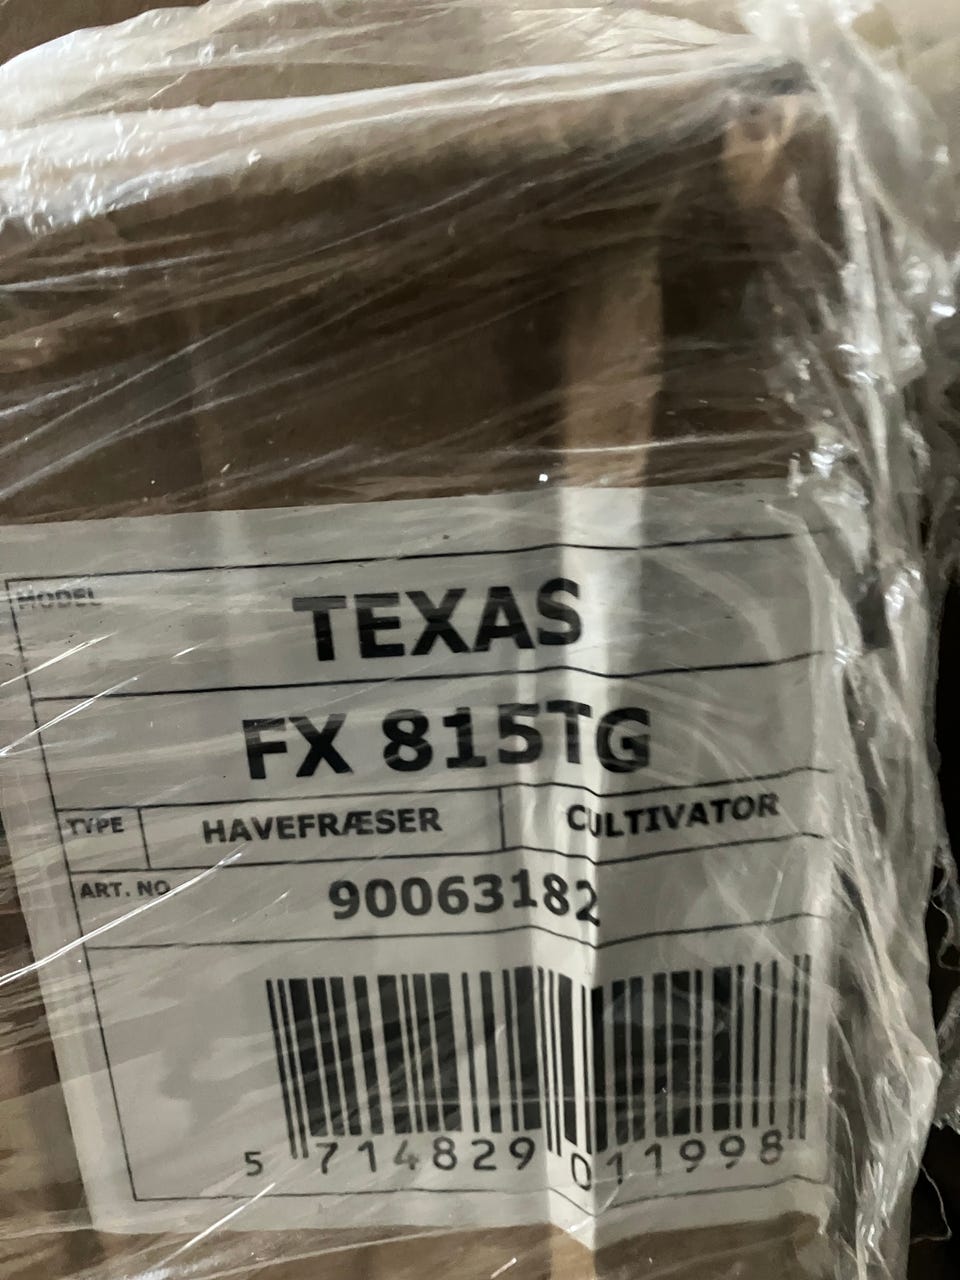 MODEL
TEXAS
FX 815TG
TYPE HAVEFRÆSER CULTIVATOR
ART. NO 90063182
5 714829 011998